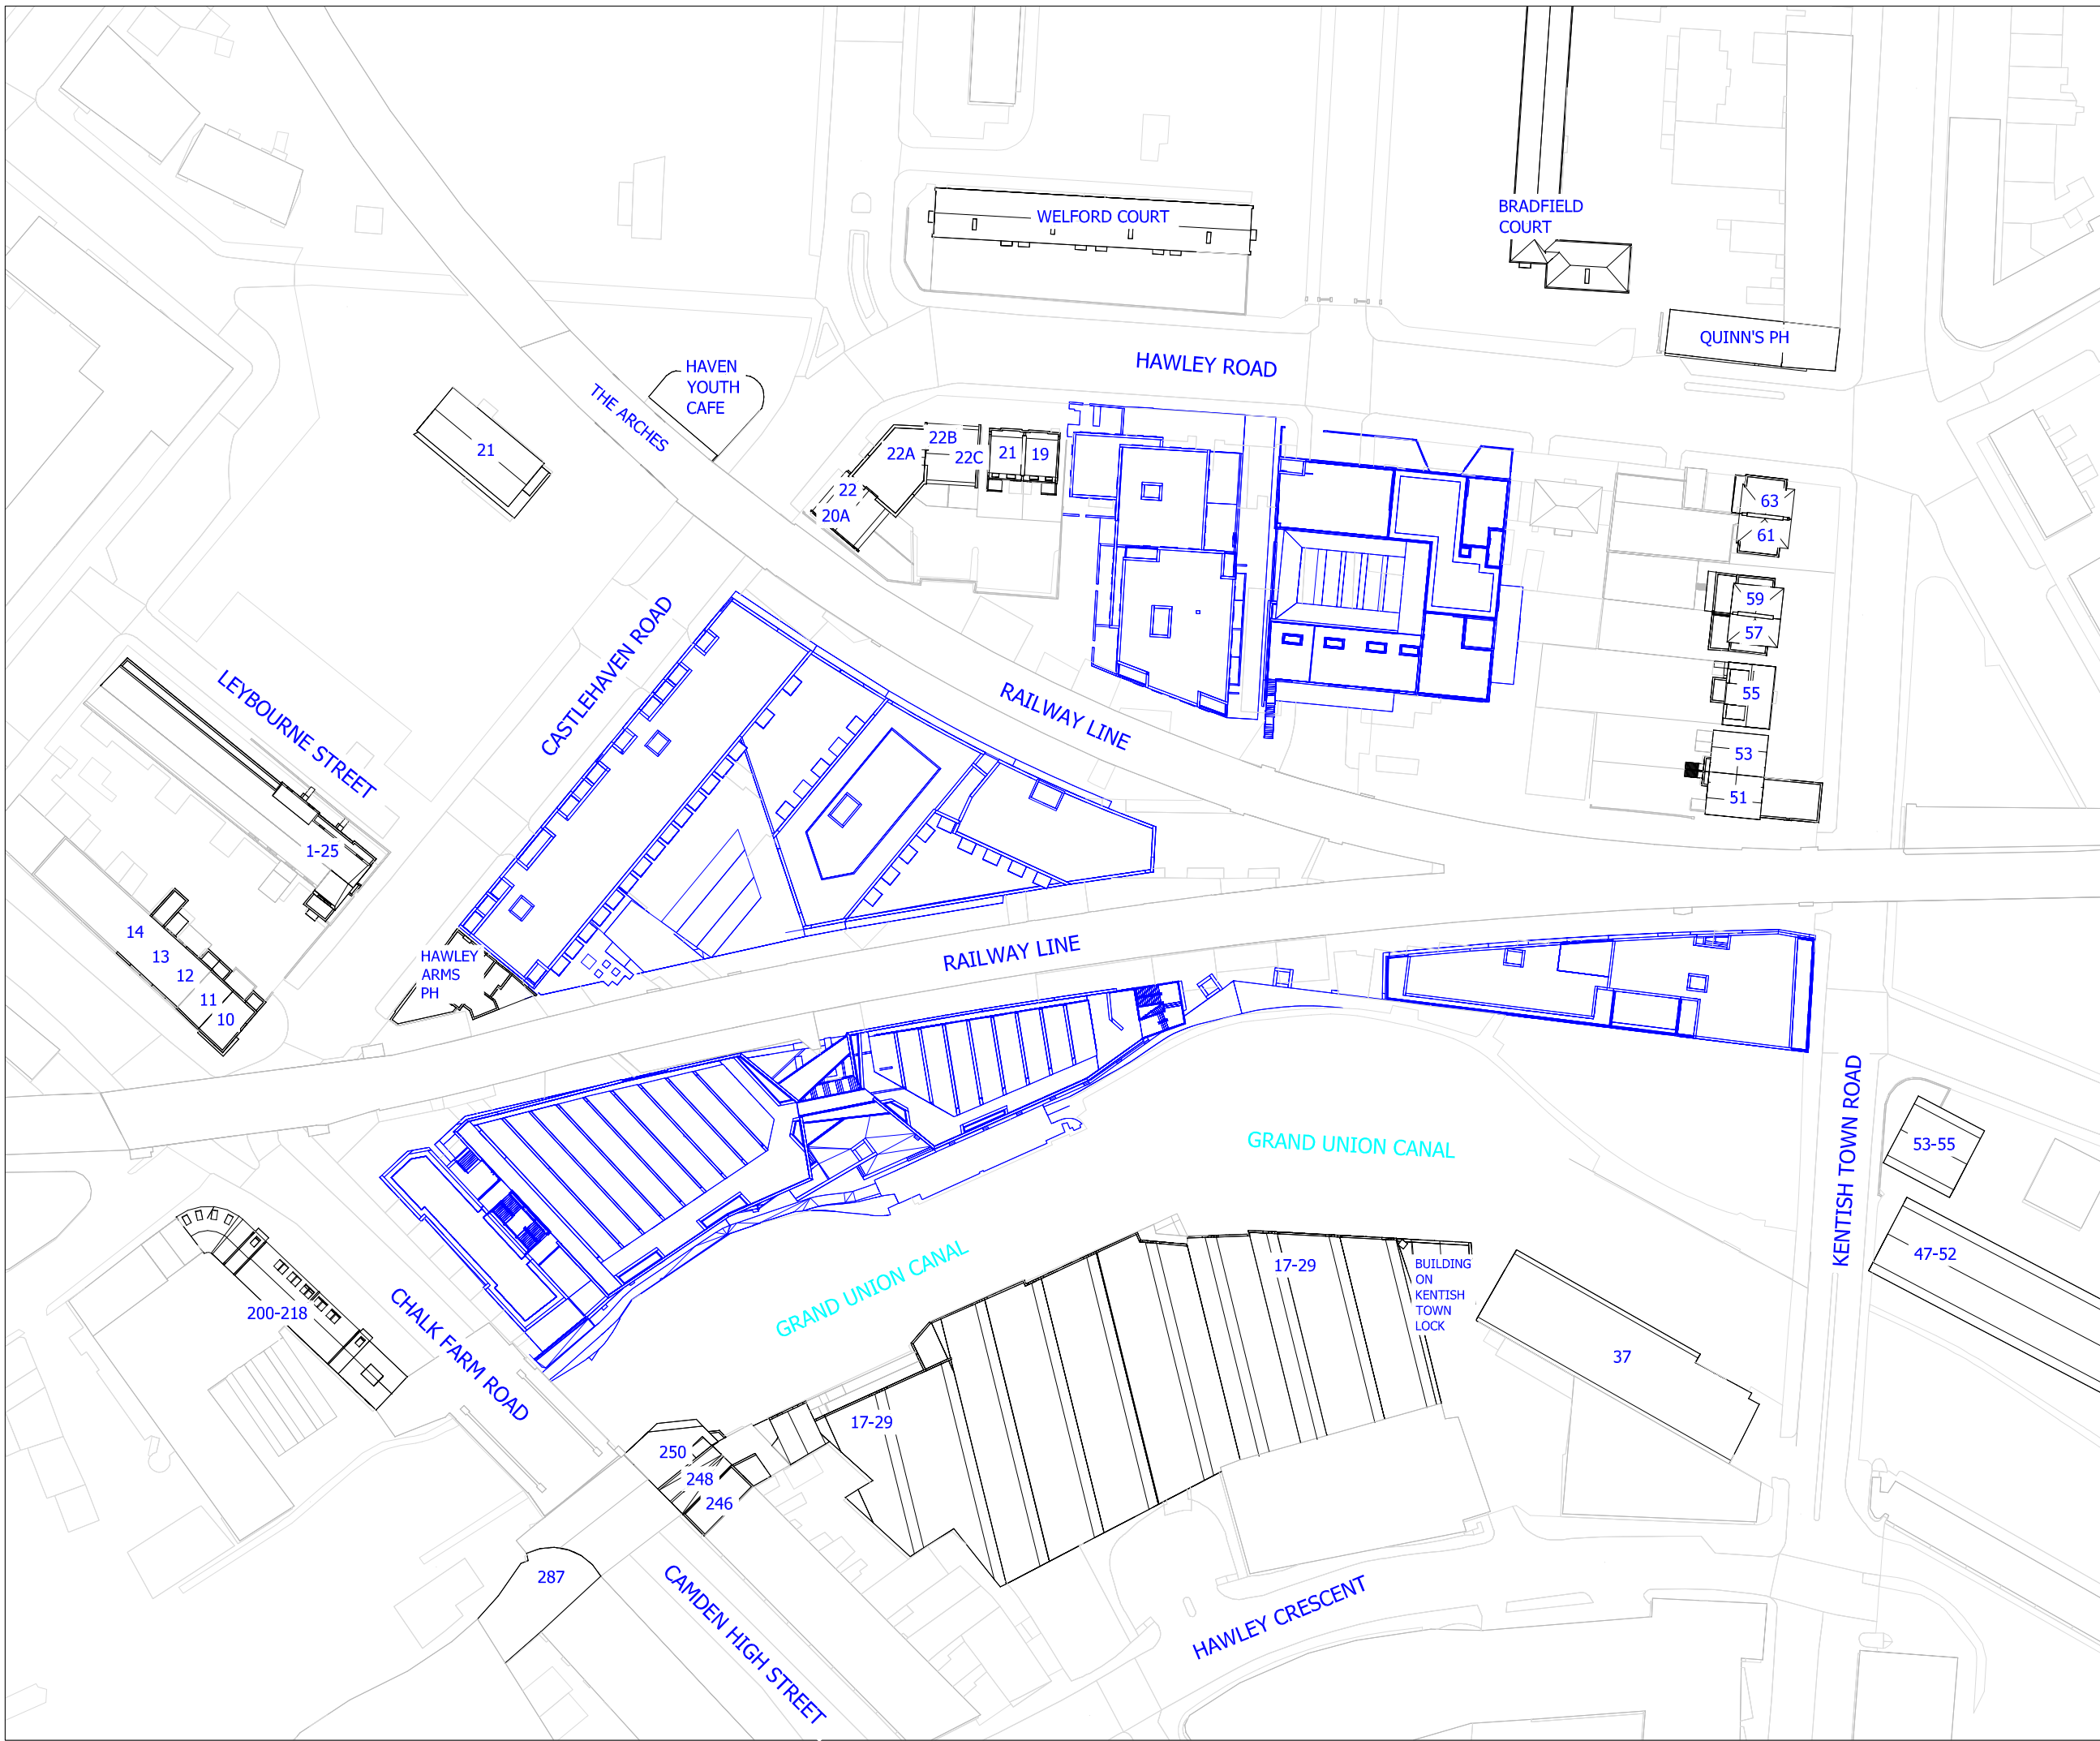 BRADFIELD
COURT
WELFORD COURT
QUINN'S PH
HAWLEY ROAD
HAVEN
YOUTH
CAFE
THE ARCHES
21
22B
22A
22C
21
19
22
20A
63
61
59
57
55
53
51
CASTLEHAVEN ROAD
LEYBOURNE STREET
RAILWAY LINE
1-25
14
13
12
11
10
HAWLEY
ARMS
PH
RAILWAY LINE
KENTISH TOWN ROAD
GRAND UNION CANAL
53-55
47-52
GRAND UNION CANAL
17-29
BUILDING
ON
KENTISH
TOWN
LOCK
200-218
CHALK FARM ROAD
37
17-29
250
248
246
287
CAMDEN HIGH STREET
HAWLEY CRESCENT